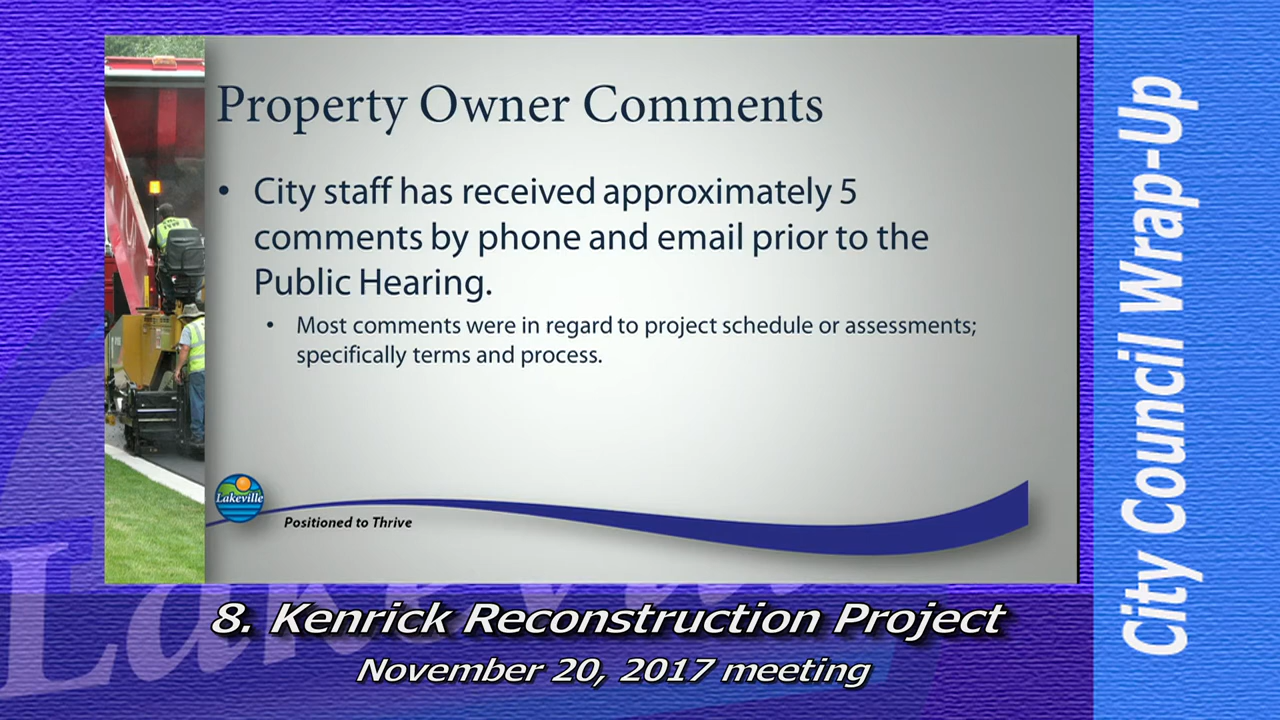 Property Owner Comments
• City staff has received approximately 5
comments by phone and email prior to the
Public Hearing.
• Most comments were in regard to project schedule or assessments;
specifically terms and process.
Lakeville
Positioned to Thrive
8. Kenrick Reconstruction Project
November 20, 2017 meeting
City Council Wrap-Up